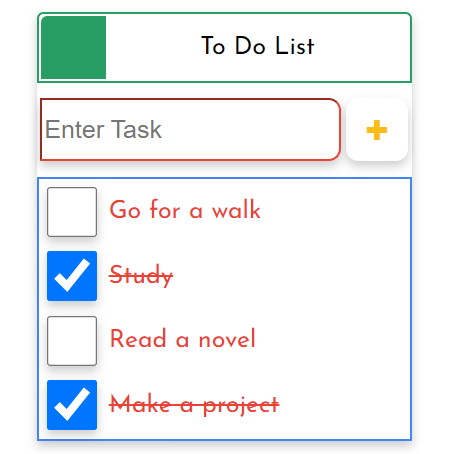 To Do List
Enter Task
Go for a walk
Study
Read a novel
Make a project